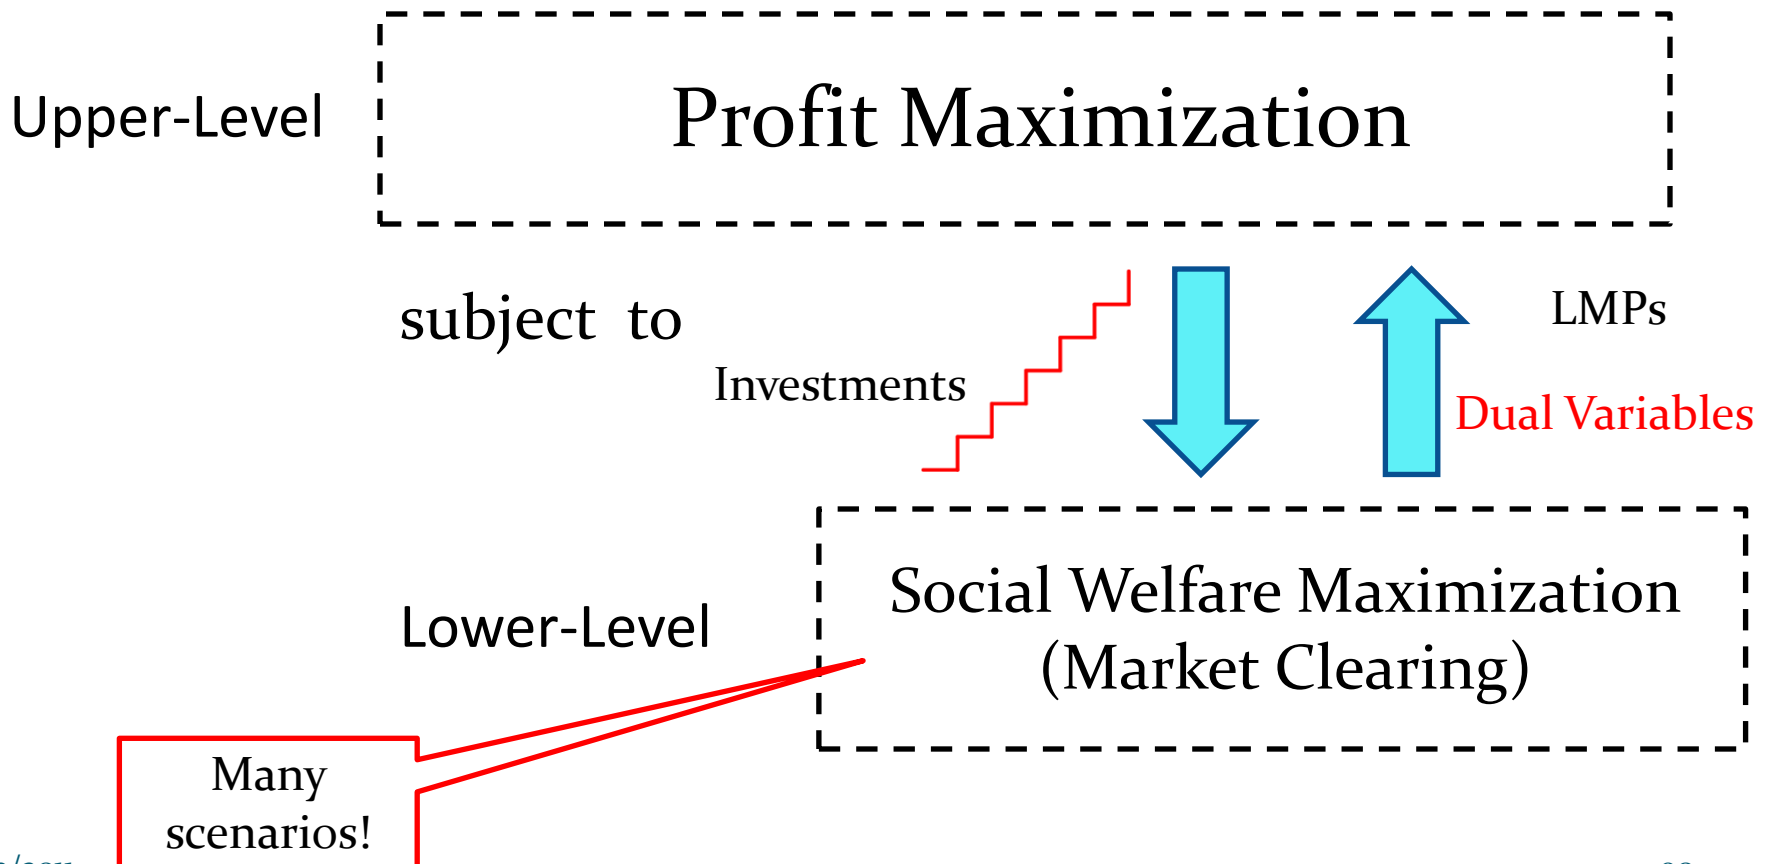 Upper-Level
Profit Maximization
subject to
Investments
LMPs
Dual Variables
Lower-Level
Social Welfare Maximization
(Market Clearing)
Many
scenarios!